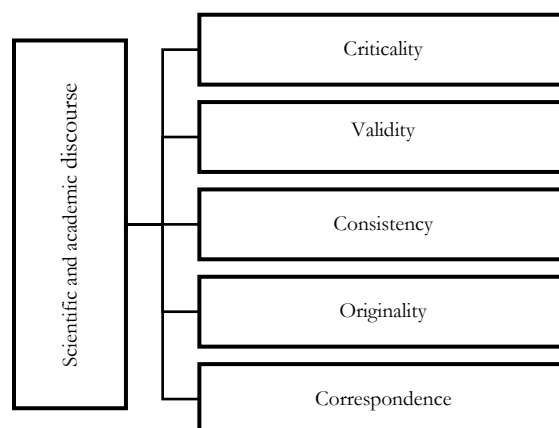 Scientific and academic discourse
Criticality
Validity
Consistency
Originality
Correspondence